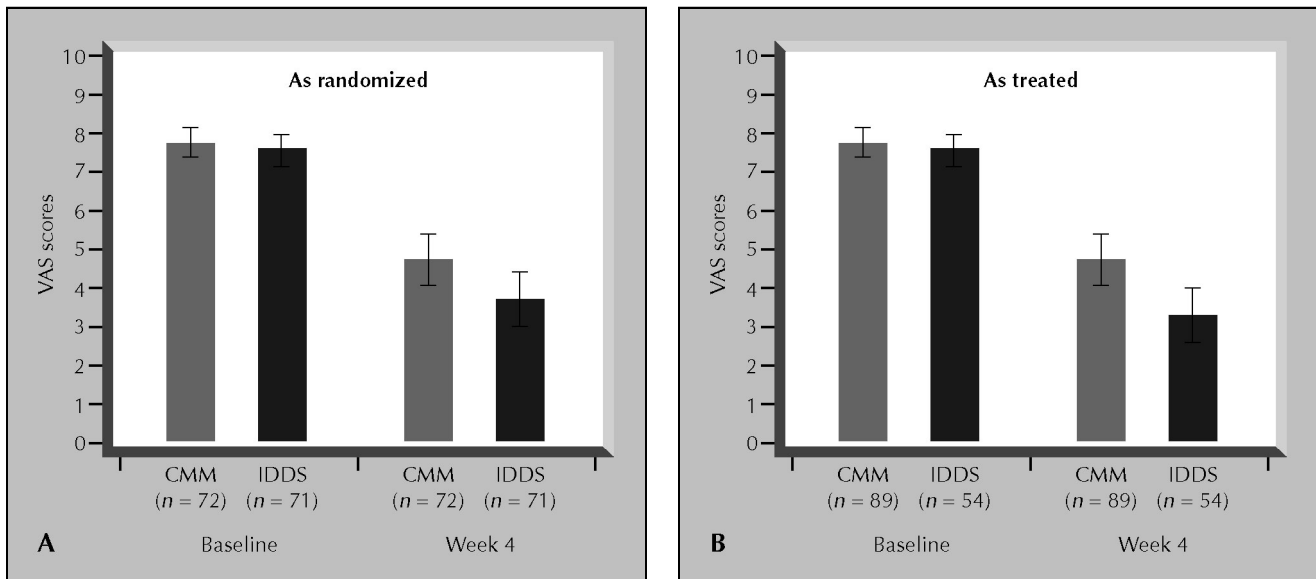 As randomized
10
9
8
7
6
5
4
3
2
1
0
VAS scores
CMM IDDS CMM IDDS
(n = 72) (n = 71) (n = 72) (n = 71)
A Baseline Week 4
As treated
10
9
8
7
6
5
4
3
2
1
0
VAS scores
CMM IDDS CMM IDDS
(n = 89) (n = 54) (n = 89) (n = 54)
B Baseline Week 4